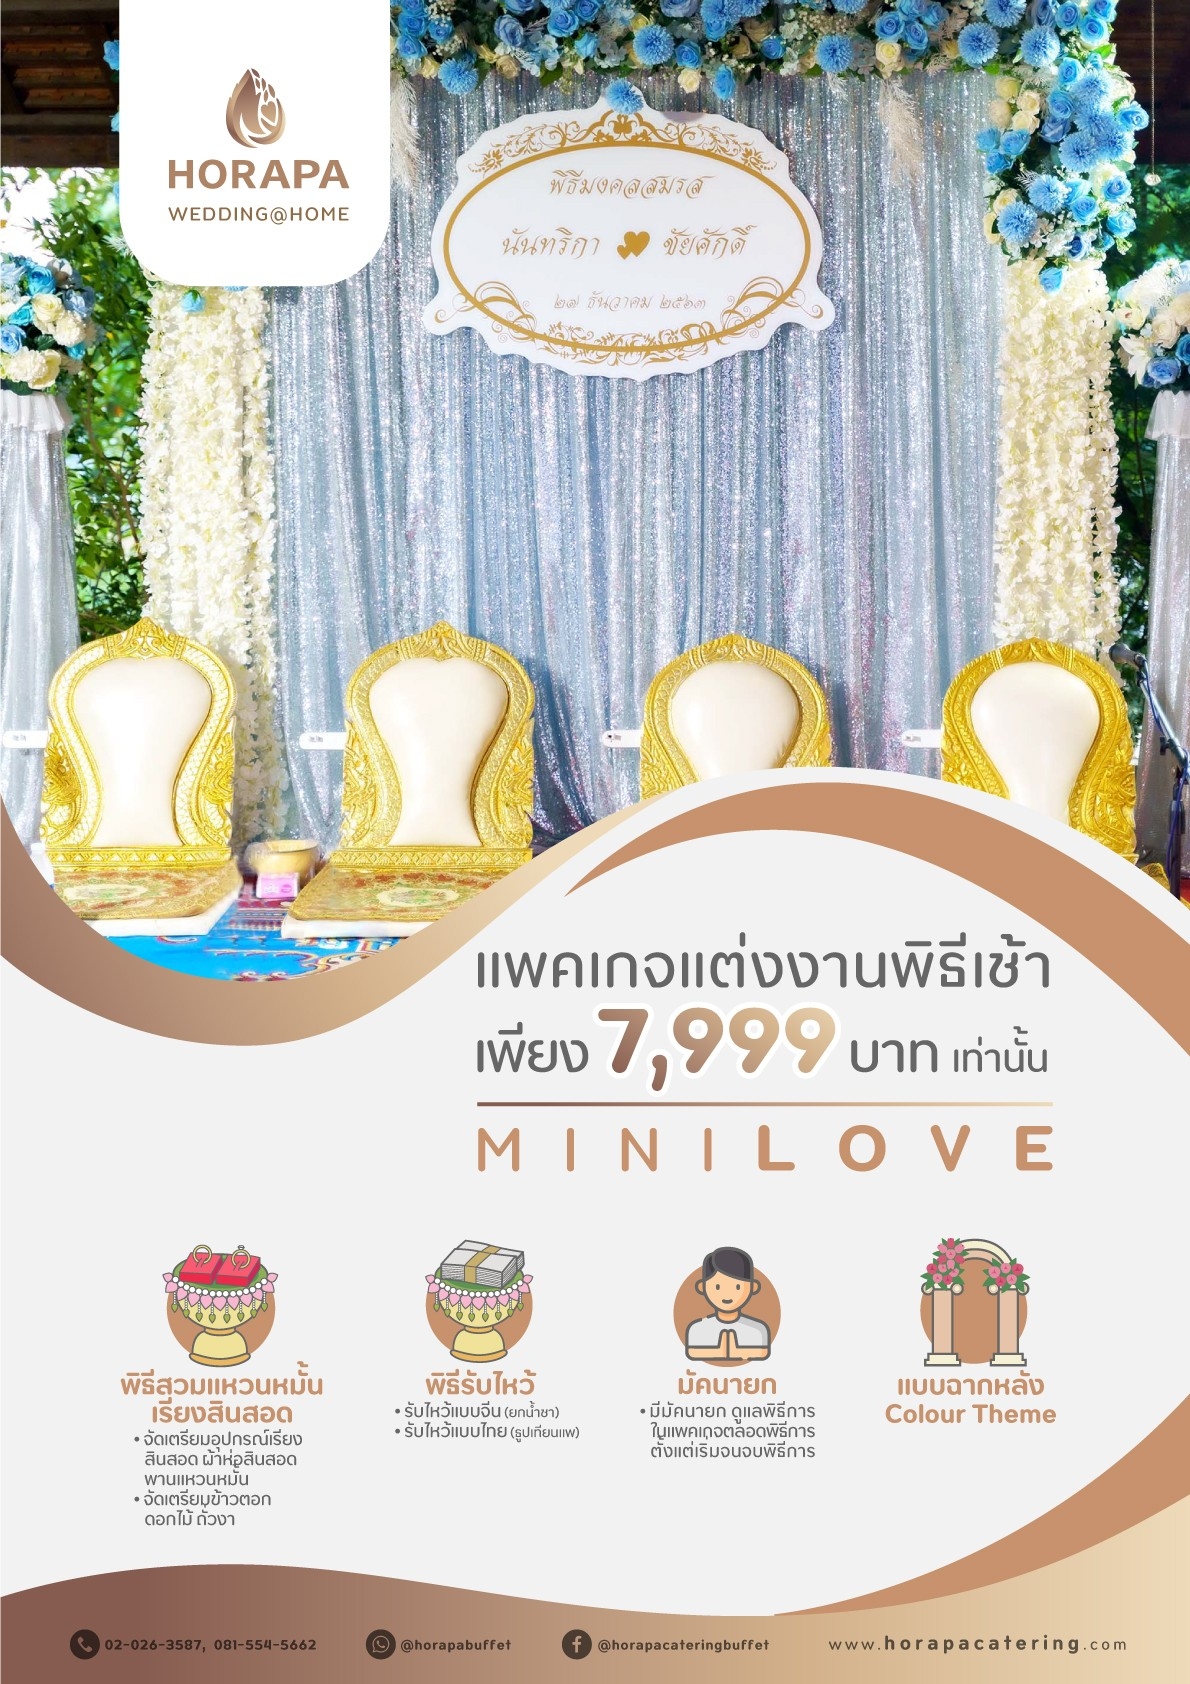 HORAPA
WEDDING@HOME
พิธีมงคลสมรส
นันทริกา ชัยศักดิ์
๒๗ ธันวาคม ๒๕๖๓
แพคเกจแต่งงานพิธีเช้า
เพียง 7,999 บาท เท่านั้น
MINILOVE
พิธีสวมแหวนหมั้น
เรียงสินสอด
• จัดเตรียมอุปกรณ์เรียง
สินสอด ผ้าห่อสินสอด
พานแหวนหมั้น
• จัดเตรียมข้าวตอก
ดอกไม้ ถั่วงา
พิธีรับไหว้
• รับไหว้แบบจีน (ยกน้ำชา)
• รับไหว้แบบไทย (ธูปเทียนแพ)
มัคนายก
• มีมัคนายก ดูแลพิธีการ
ในแพคเกจตลอดพิธีการ
ตั้งแต่เริ่มจนจบพิธีการ
แบบฉากหลัง
Colour Theme
02-026-3587, 081-554-5662
@horapabuffet
@horapacateringbuffet
www.horapacatering.com